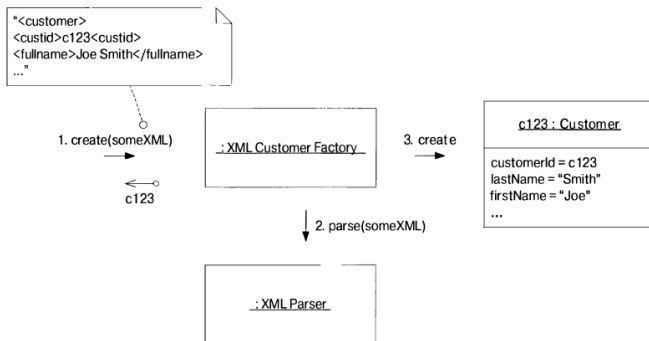 “<customer>
<custid>c123<custid>
<fullname>Joe Smith</fullname>
...”
1. create(someXML)
c123
: XML Customer Factory
3. create
c123 : Customer
customerId = c123
lastName = “Smith”
firstName = “Joe”
...
2. parse(someXML)
: XML Parser